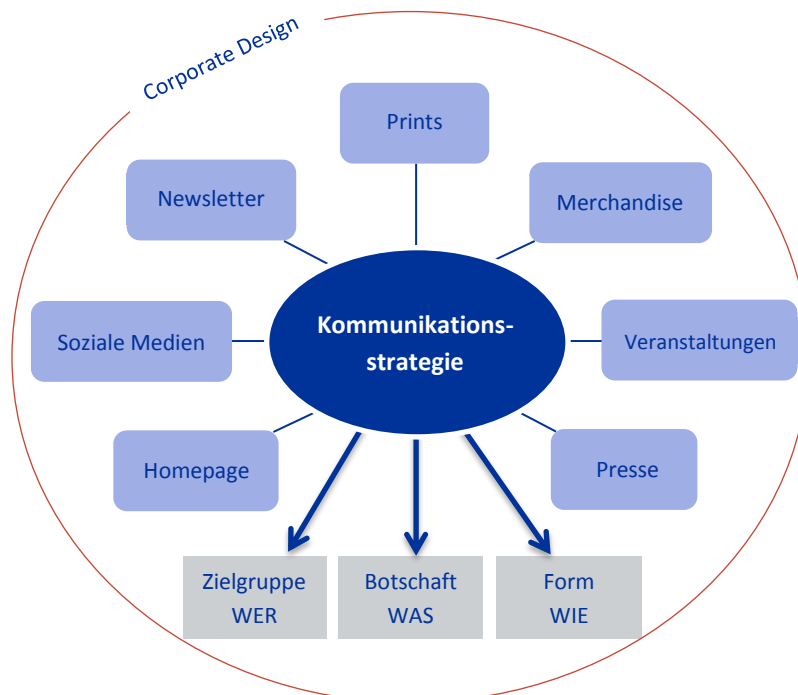 Corporate Design
Prints
Newsletter
Merchandise
Kommunikations-
strategie
Soziale Medien
Veranstaltungen
Homepage
Presse
Zielgruppe
WER
Botschaft
WAS
Form
WIE